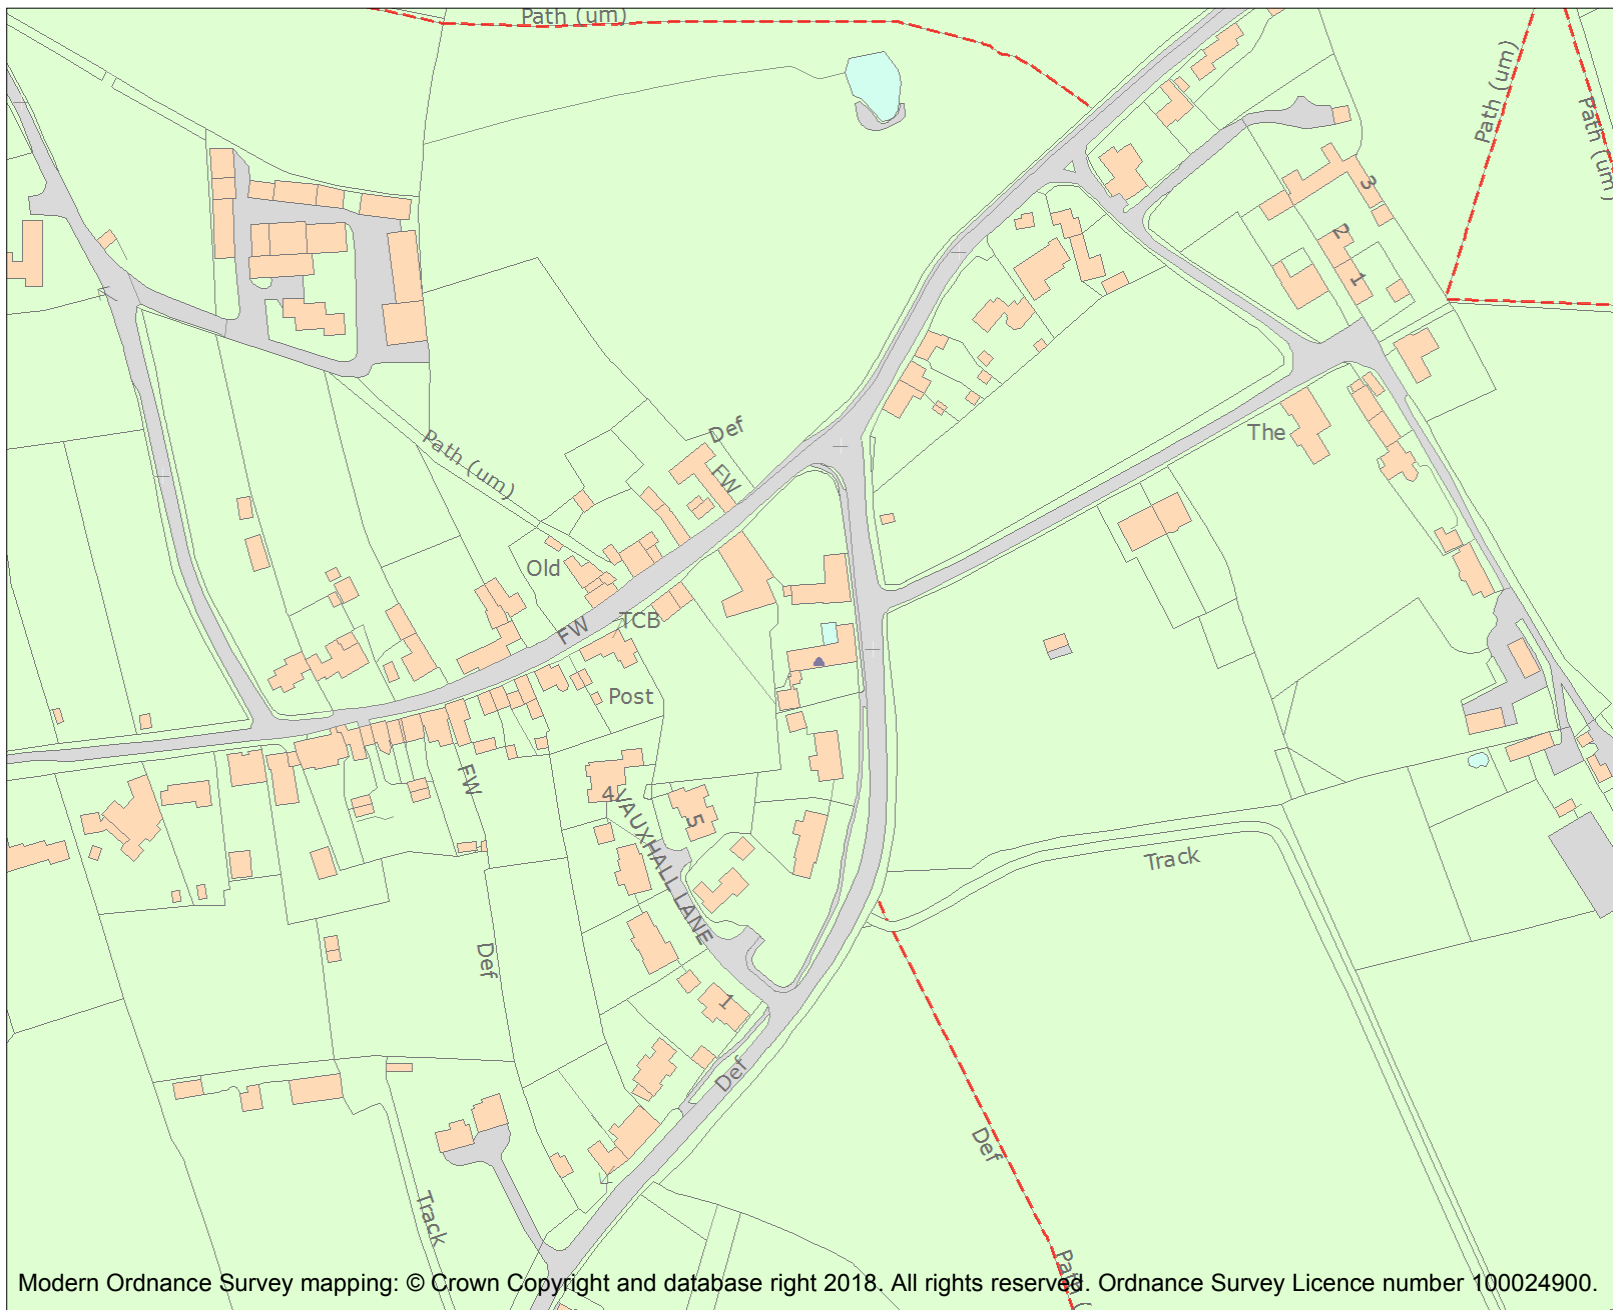 Path (um)
Path (um)
Path (um)
3
2
1
Def
The
Path (um)
FW
Old
TCB
FW
Post
FW
4
VAUXHALL LANE
5
Track
Def
1
Def
Def
Track
Path (
Modern Ordnance Survey mapping: © Crown Copyright and database right 2018. All rights reserved. Ordnance Survey Licence number 100024900.